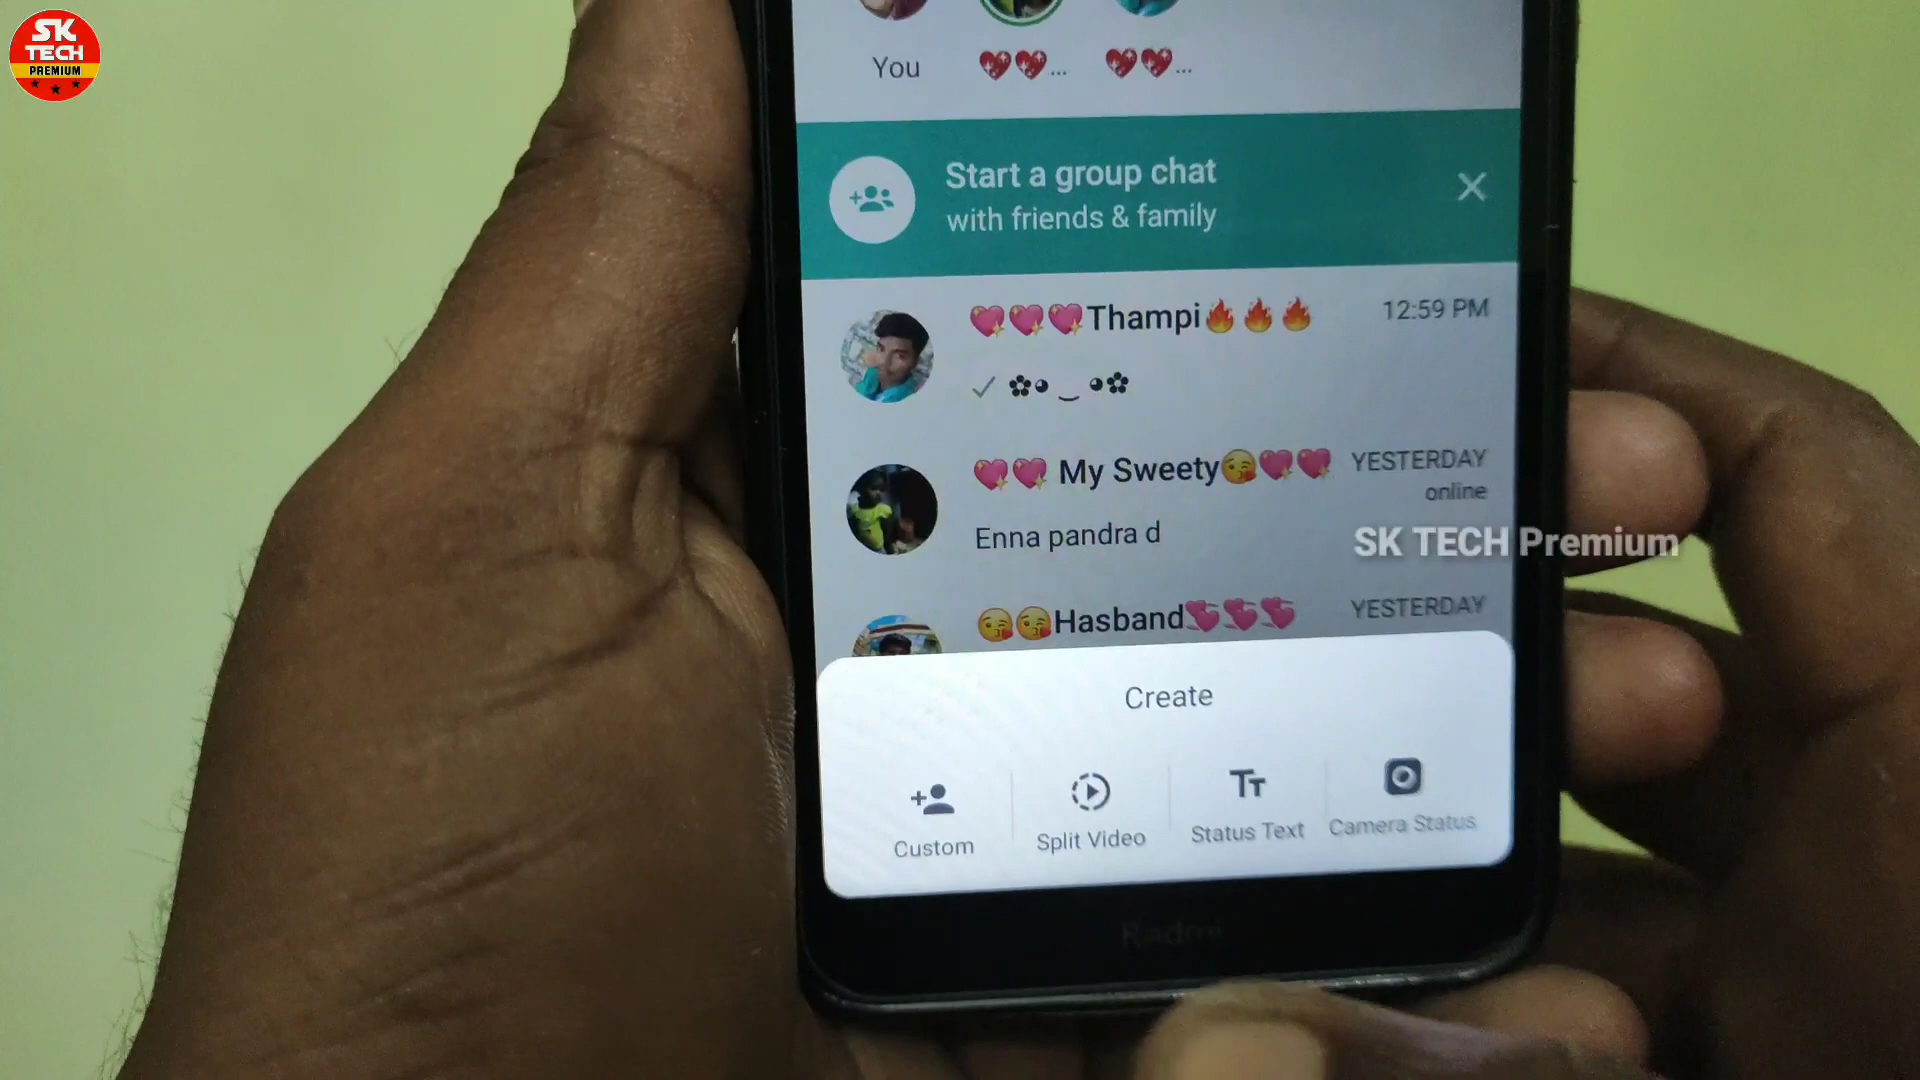 SK
TECH
PREMIUM
You
💖💖...
💖💖...
Start a group chat
with friends & family
💖💖💖Thampi🔥🔥🔥
12:59 PM
✓ ✿◕ ‿ ◕✿
💖💖 My Sweety😘💖💖
YESTERDAY
online
Enna pandra d
SK TECH Premium
😘😘Hasband💞💞💞
YESTERDAY
Create
Custom
Split Video
Status Text
Camera Status
Redmi